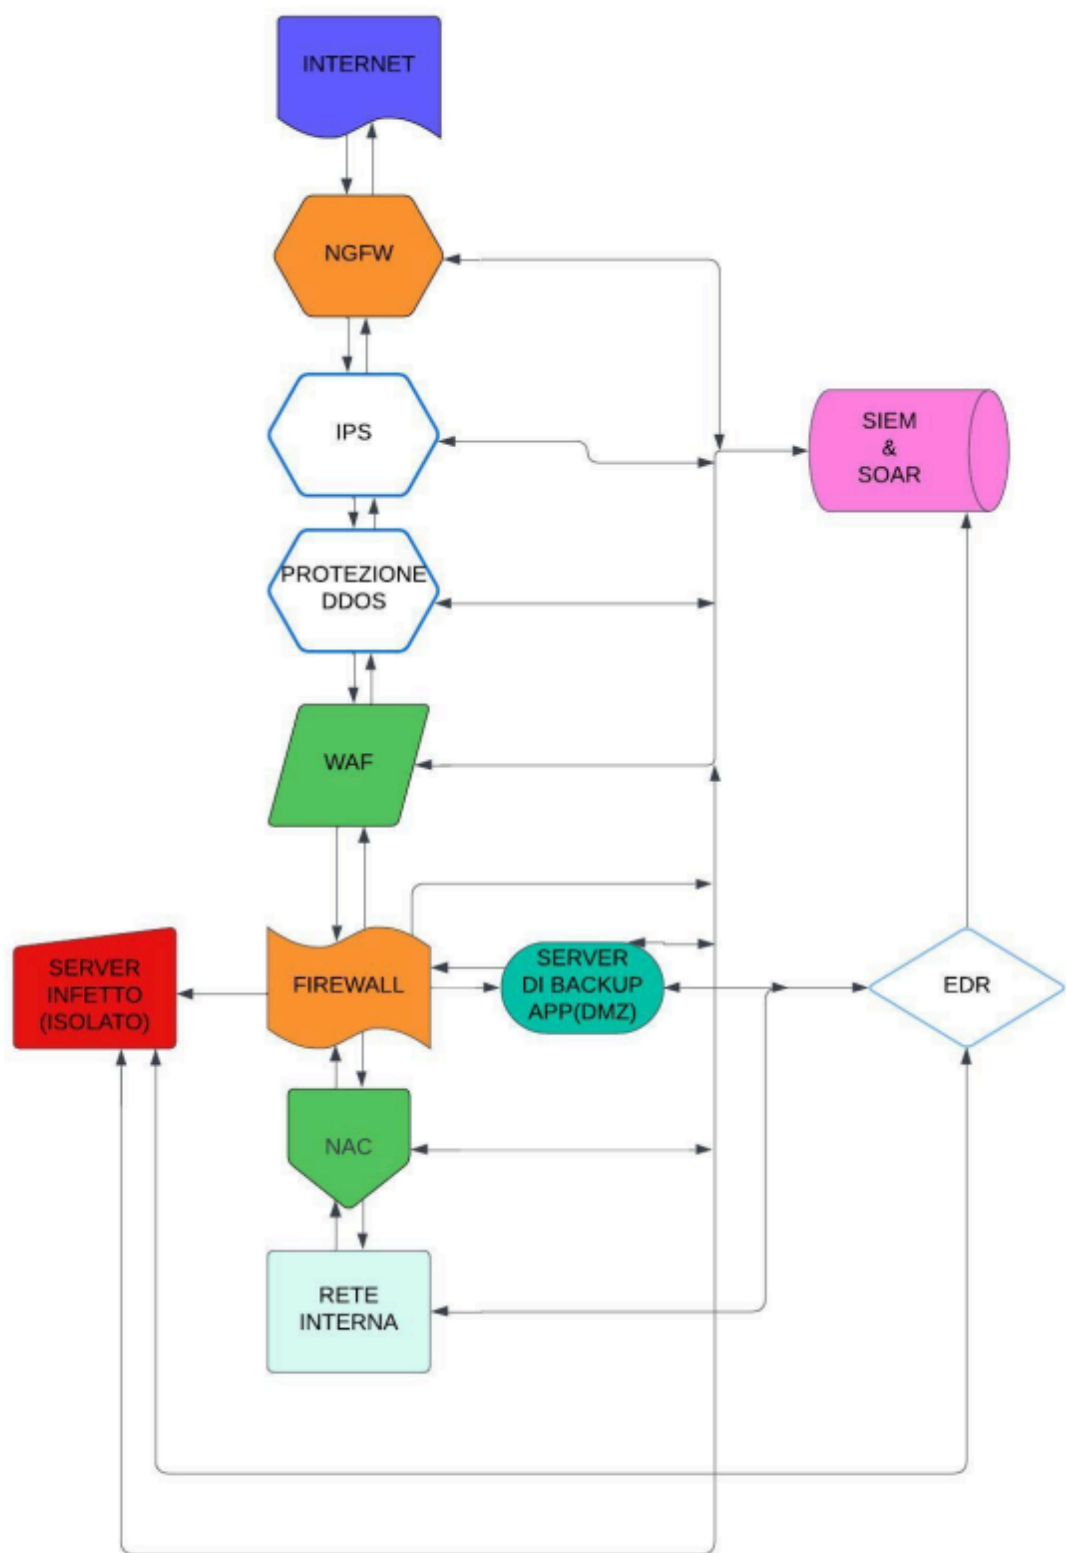 INTERNET
NGFW
IPS
SIEM
&
SOAR
PROTEZIONE
DDOS
WAF
SERVER
INFETTO
(ISOLATO)
FIREWALL
SERVER
DI BACKUP
APP(DMZ)
EDR
NAC
RETE
INTERNA